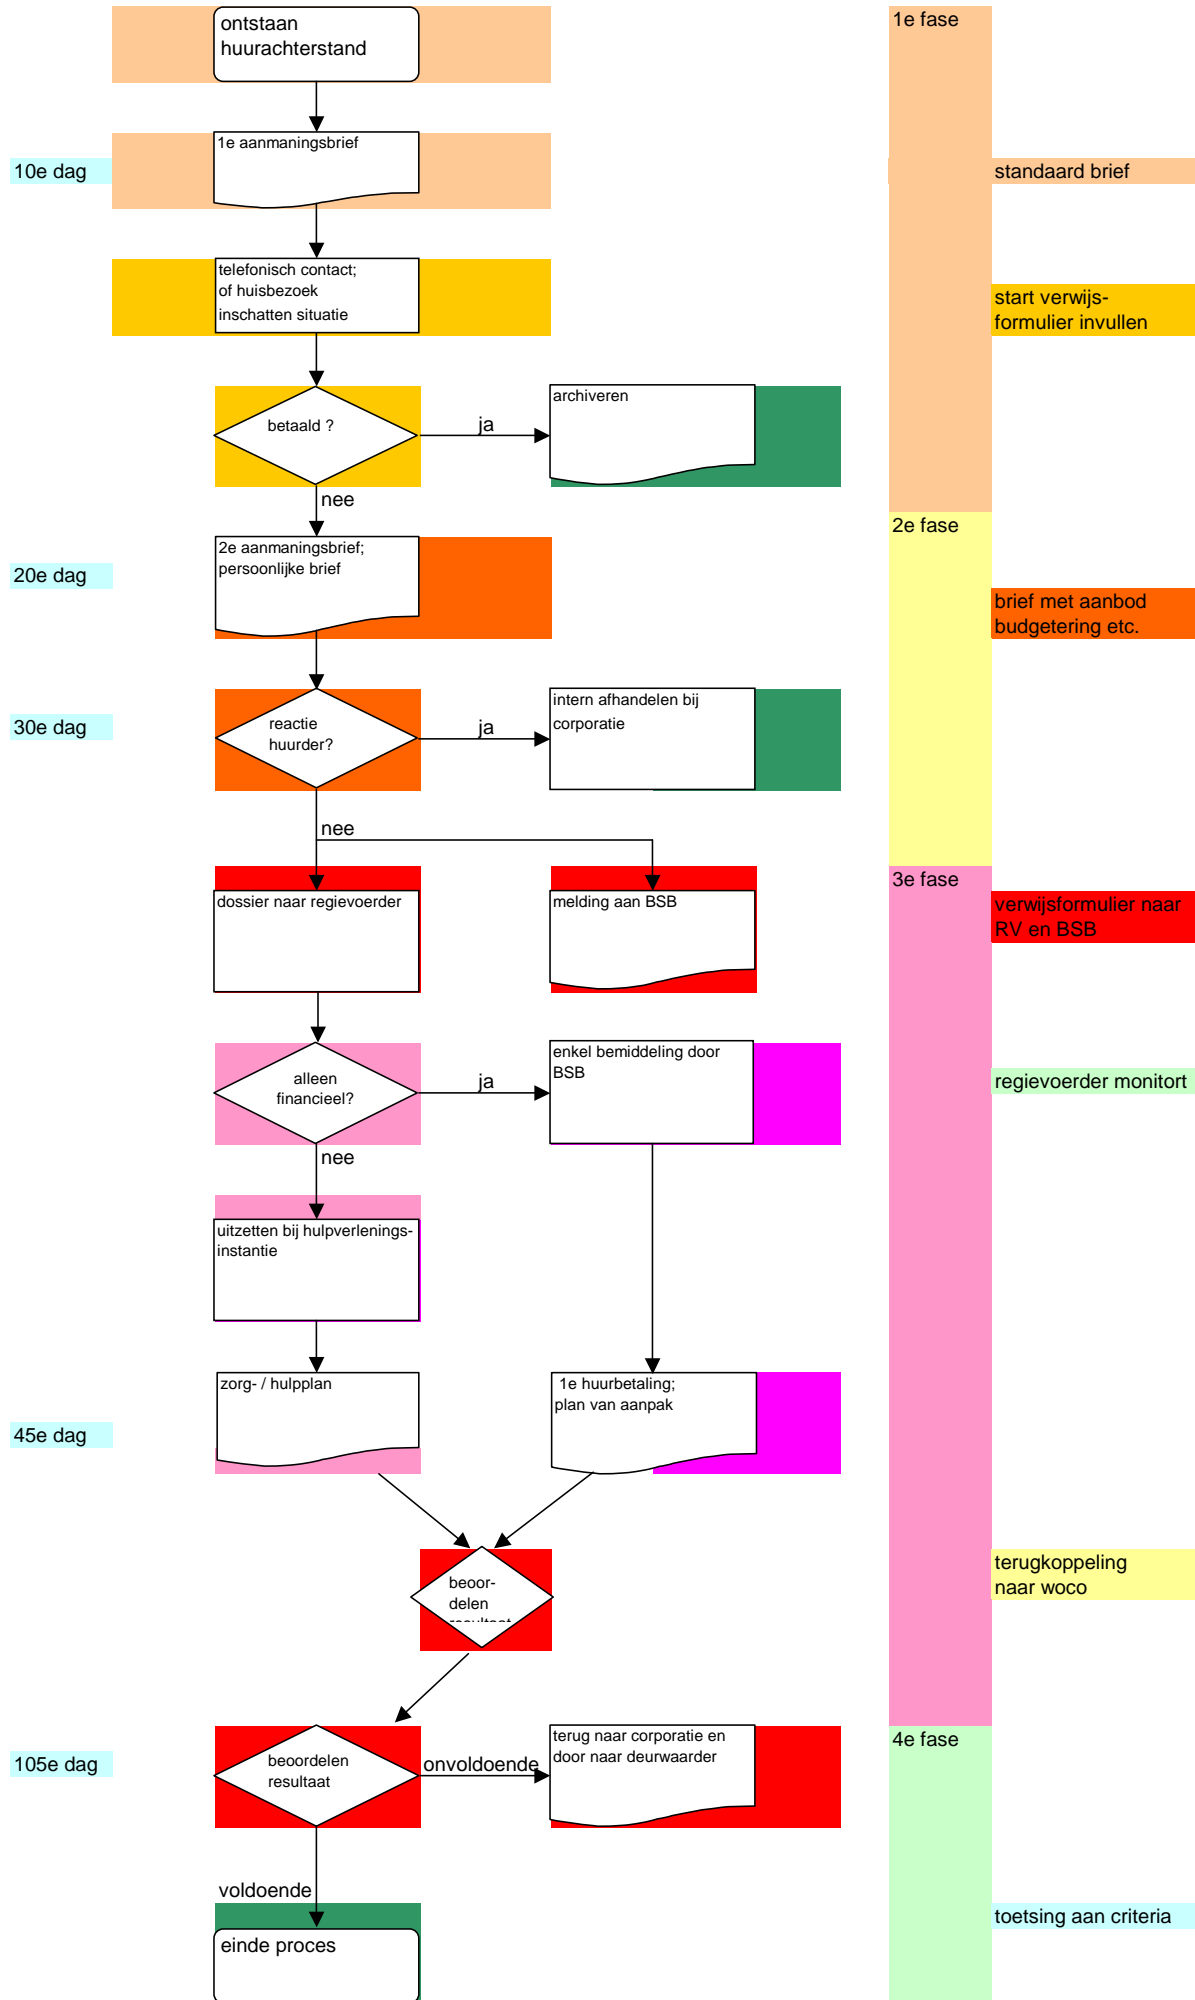 ontstaan
huurachterstand
1e fase
1e aanmaningsbrief
10e dag
standaard brief
telefonisch contact;
of huisbezoek
inschatten situatie
start verwijs-
formulier invullen
betaald ?
ja
archiveren
nee
2e fase
2e aanmaningsbrief;
persoonlijke brief
20e dag
brief met aanbod
budgetering etc.
30e dag
reactie
huurder?
ja
intern afhandelen bij
corporatie
nee
3e fase
dossier naar regievoerder
melding aan BSB
verwijsformulier naar
RV en BSB
alleen
financieel?
ja
enkel bemiddeling door
BSB
regievoerder monitort
nee
uitzetten bij hulpverlenings-
instantie
zorg- / hulpplan
1e huurbetaling;
plan van aanpak
45e dag
beoor-
delen
resultaat
terugkoppeling
naar woco
4e fase
105e dag
beoordelen
resultaat
onvoldoende
terug naar corporatie en
door naar deurwaarder
voldoende
einde proces
toetsing aan criteria